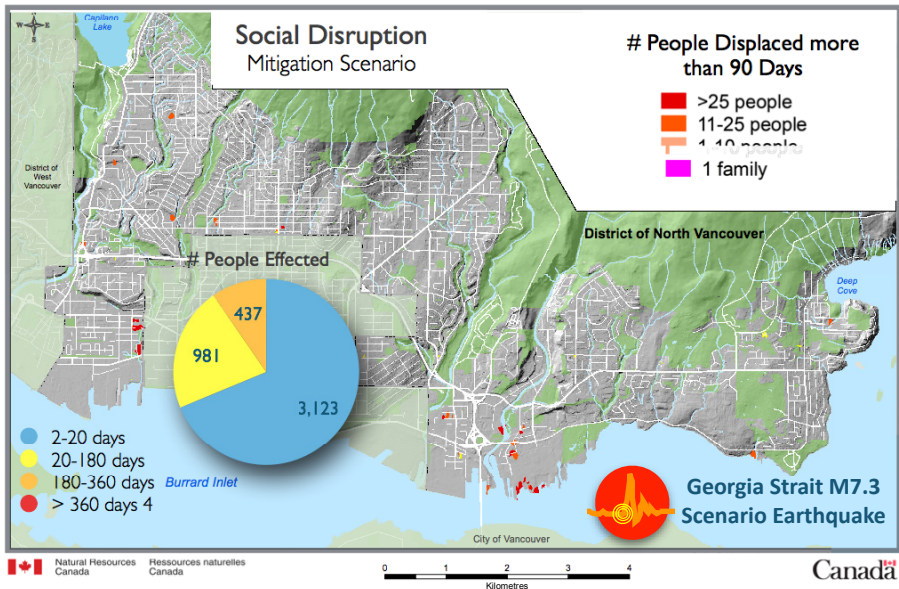 Capilano
Lake
W
E
S
Social Disruption
Mitigation Scenario
# People Displaced more
than 90 Days
>25 people
11-25 people
1-10 people
1 family
District of
West
Vancouver
District of North Vancouver
Deep
Cove
# People Effected
437
981
3,123
2-20 days
20-180 days
180-360 days
> 360 days 4
Burrard Inlet
Georgia Strait M7.3
Scenario Earthquake
City of Vancouver
Natural Resources
Canada
Ressources naturelles
Canada
0 1 2 3 4
Kilometres
Canada